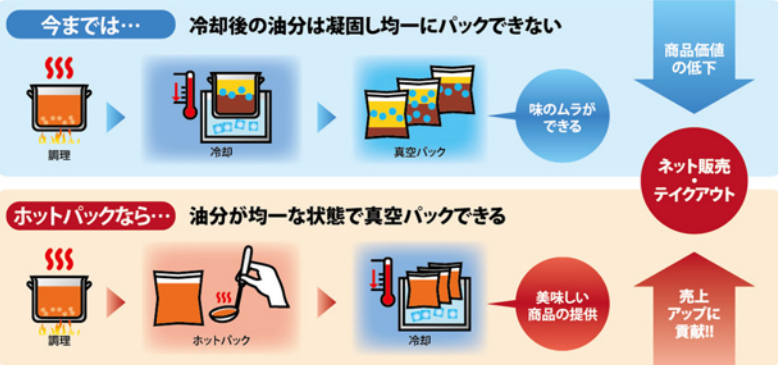 今までは…
冷却後の油分は凝固し均一にパックできない
調理
冷却
真空パック
味のムラが
できる
商品価値
の低下
ネット販売
・
テイクアウト
ホットパックなら…
油分が均一な状態で真空パックできる
調理
ホットパック
冷却
美味しい
商品の提供
売上
アップに
貢献!!